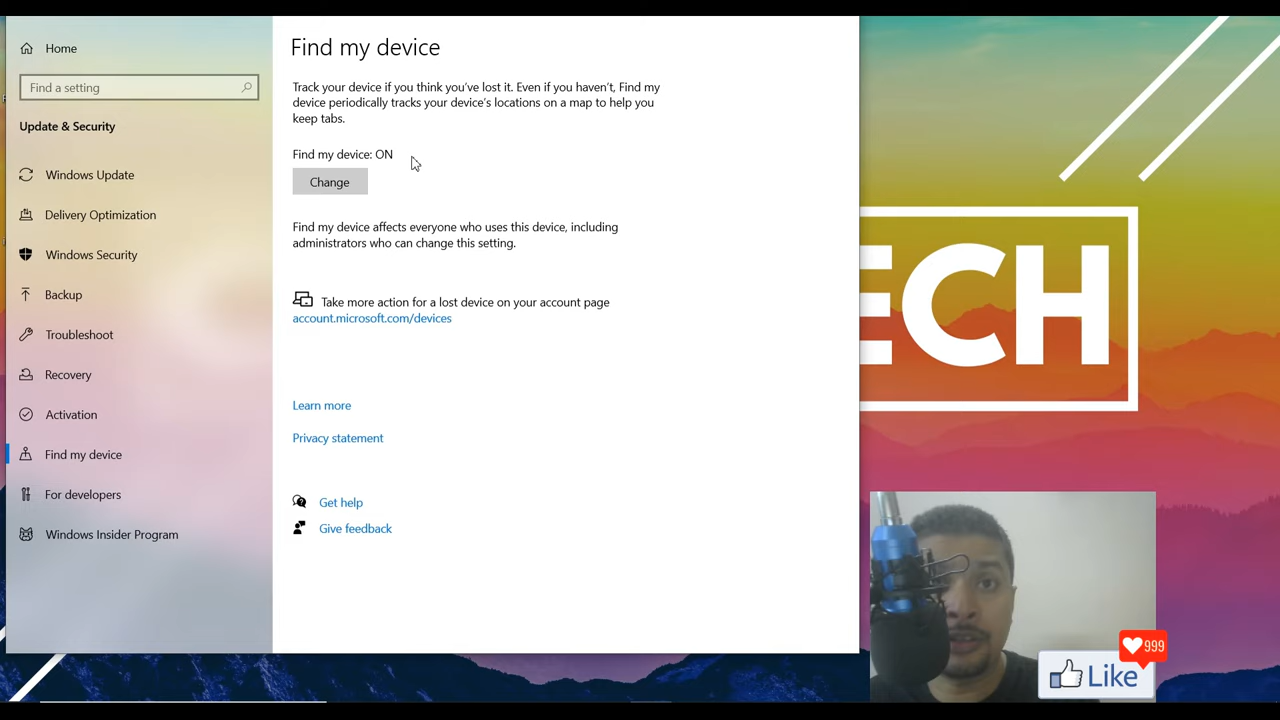 Home
Find a setting
Update & Security
Windows Update
Delivery Optimization
Windows Security
Backup
Troubleshoot
Recovery
Activation
Find my device
For developers
Windows Insider Program
Find my device
Track your device if you think you've lost it. Even if you haven't, Find my
device periodically tracks your device's locations on a map to help you
keep tabs.
Find my device: ON
Change
Find my device affects everyone who uses this device, including
administrators who can change this setting.
Take more action for a lost device on your account page
account.microsoft.com/devices
Learn more
Privacy statement
Get help
Give feedback
ECH
999
Like